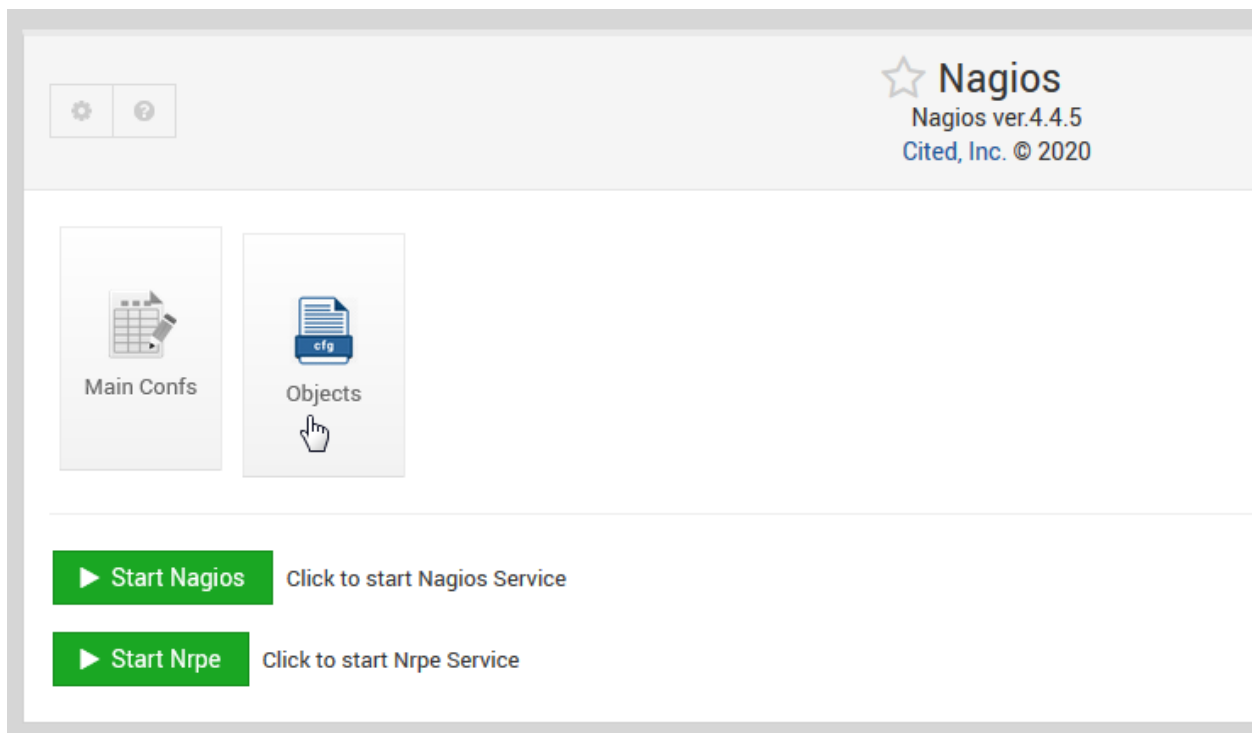 Nagios
Nagios ver.4.4.5
Cited, Inc. © 2020
Main Confs
cfg
Objects
Start Nagios Click to start Nagios Service
Start Nrpe Click to start Nrpe Service